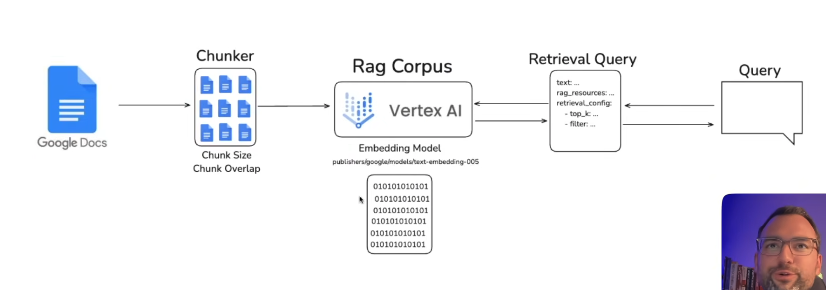 Google Docs
Chunker
Chunk Size
Chunk Overlap
Rag Corpus
Vertex AI
Embedding Model
publishers/google/models/text-embedding-005
010101010101
010101010101
010101010101
010101010101
010101010101
010101010101
Retrieval Query
text: ...
rag_resources: ...
retrieval_config:
- top_k: ...
- filter: ...
Query